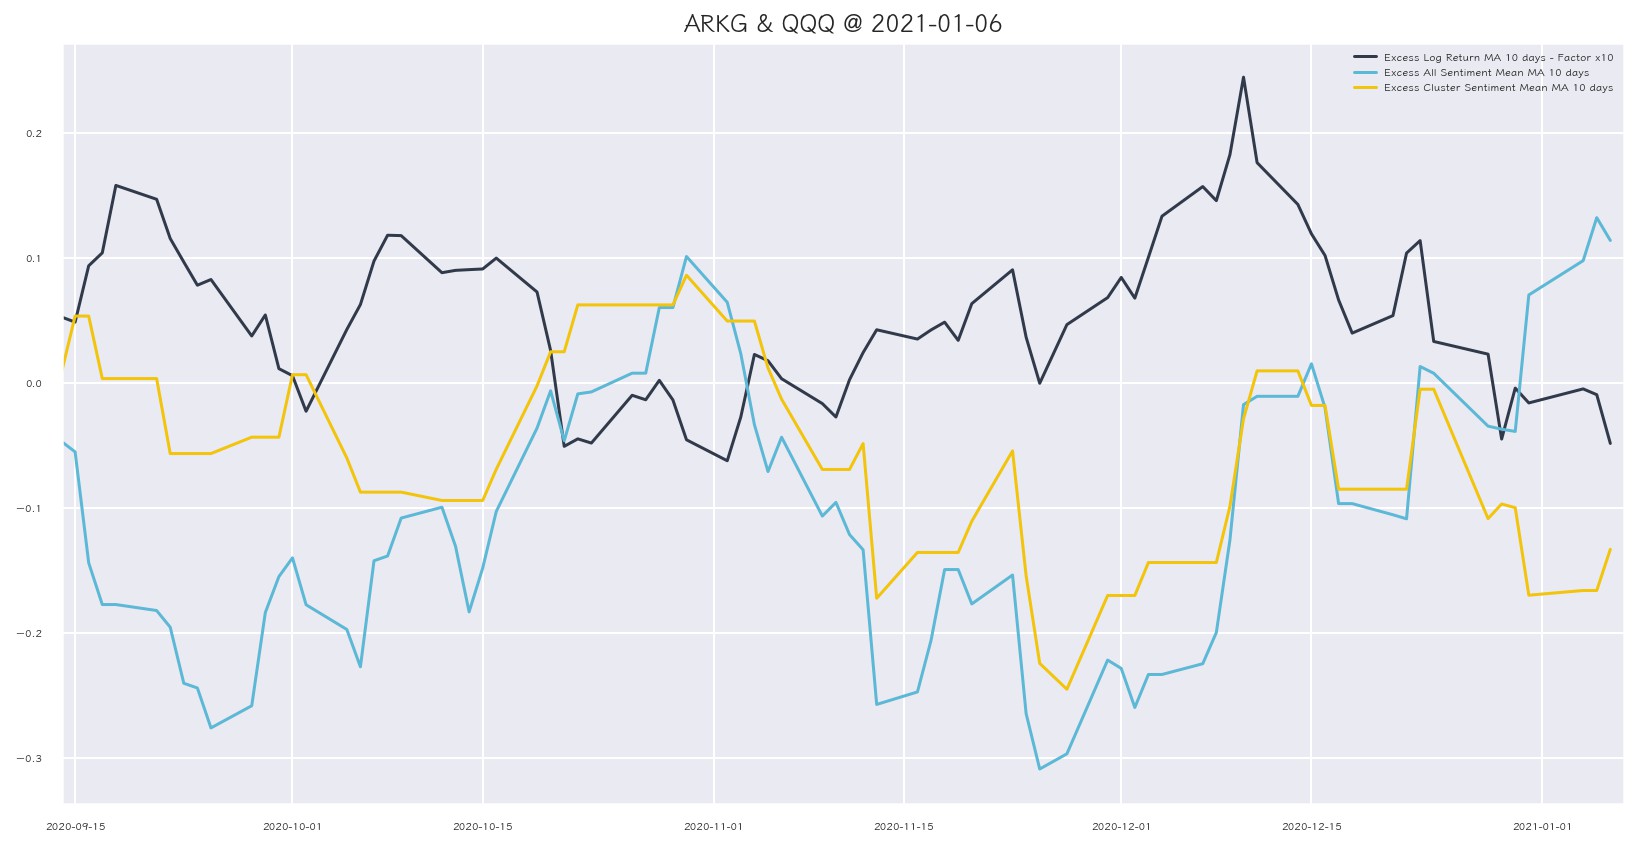 ARKG & QQQ @ 2021-01-06
Excess Log Return MA 10 days - Factor x10
Excess All Sentiment Mean MA 10 days
Excess Cluster Sentiment Mean MA 10 days
0.2
0.1
0.0
−0.1
−0.2
−0.3
2020-09-15 2020-10-01 2020-10-15 2020-11-01 2020-11-15 2020-12-01 2020-12-15 2021-01-01